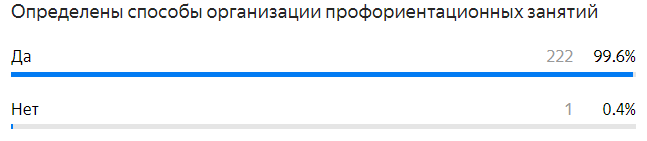 Определены способы организации профориентационных занятий
Да 222 99.6%
Нет 1 0.4%